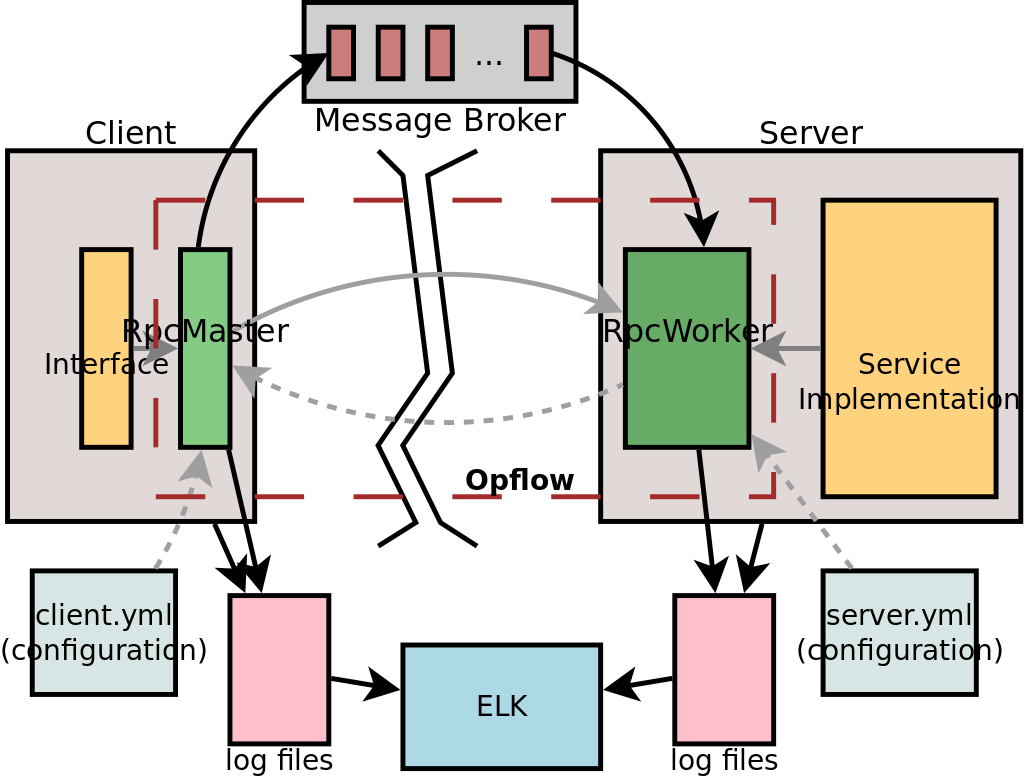 ...
Message Broker
Client
Server
RpcMaster
Interface
RpcWorker
Service
Implementation
Opflow
client.yml
(configuration)
server.yml
(configuration)
ELK
log files
log files